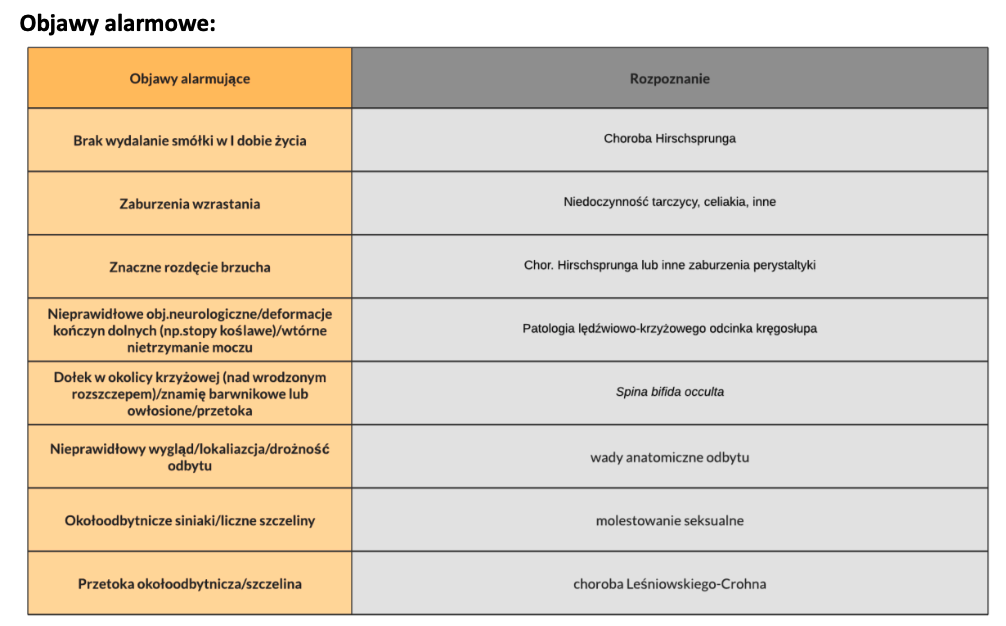 Objawy alarmowe:
Objawy alarmujące
Rozpoznanie
Brak wydalanie smółki w I dobie życia
Choroba Hirschsprunga
Zaburzenia wzrastania
Niedoczynność tarczycy, celiakia, inne
Znaczne rozdęcie brzucha
Chor. Hirschsprunga lub inne zaburzenia perystaltyki
Nieprawidłowe obj.neurologiczne/deformacje
kończyn dolnych (np.stopy koślawe)/wtórne
nietrzymanie moczu
Patologia lędźwiowo-krzyżowego odcinka kręgosłupa
Dołek w okolicy krzyżowej (nad wrodzonym
rozszczepem)/znamię barwnikowe lub
owłosione/przetoka
Spina bifida occulta
Nieprawidłowy wygląd/lokaliazcja/drożność
odbytu
wady anatomiczne odbytu
Okołoodbytnicze siniaki/liczne szczeliny
molestowanie seksualne
Przetoka okołoodbytnicza/szczelina
choroba Leśniowskiego-Crohna